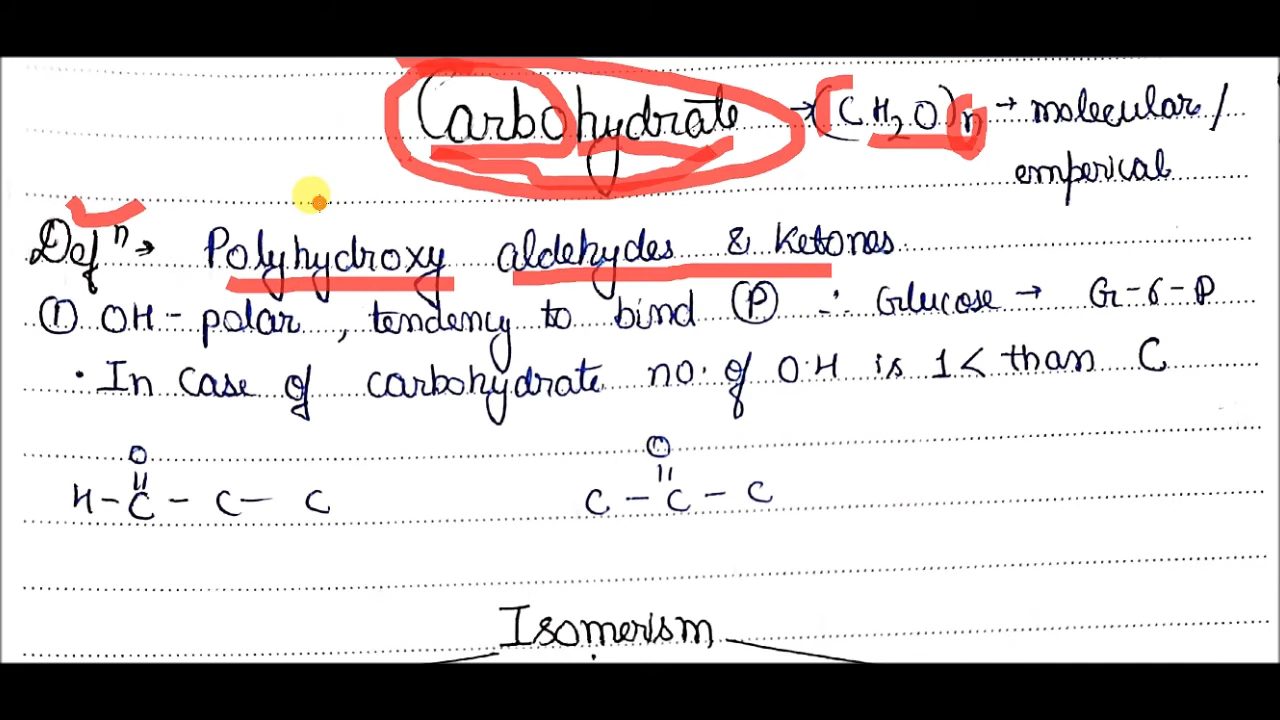 Carbohydrate → (CH₂O)n → molecular/
emperical
Defⁿ → Polyhydroxy aldehydes & Ketones
① OH - polar, tendency to bind Ⓟ ∴ Glucose → G-6-P
· In case of carbohydrate no. of OH is 1< than C
O O
H - C - C - C C - C - C
Isomerism